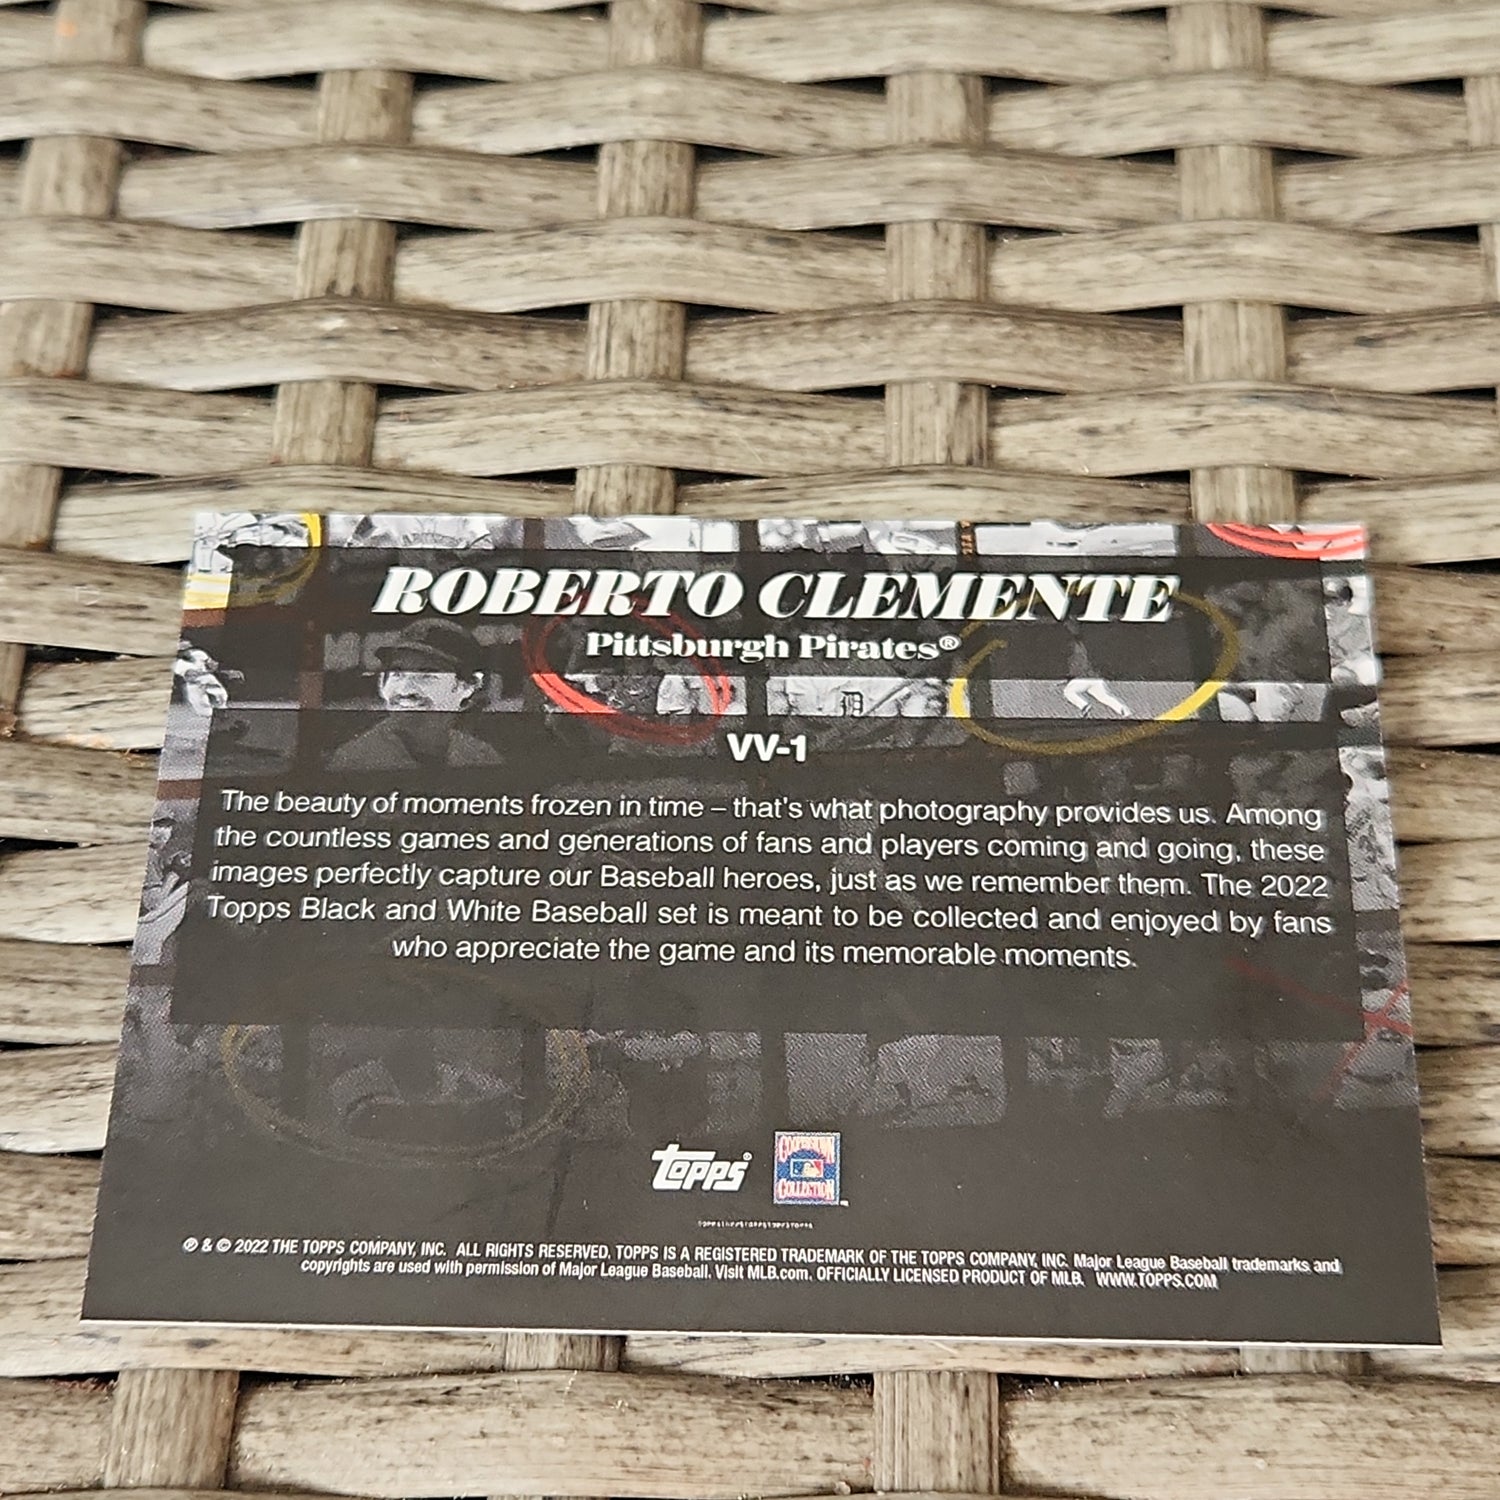 ROBERTO CLEMENTE
Pittsburgh Pirates®
VV-1
The beauty of moments frozen in time – that's what photography provides us. Among
the countless games and generations of fans and players coming and going, these
images perfectly capture our Baseball heroes, just as we remember them. The 2022
Topps Black and White Baseball set is meant to be collected and enjoyed by fans
who appreciate the game and its memorable moments.
topps®
COOPERSTOWN
COLLECTION
® & © 2022 THE TOPPS COMPANY, INC. ALL RIGHTS RESERVED. TOPPS IS A REGISTERED TRADEMARK OF THE TOPPS COMPANY, INC. Major League Baseball trademarks and
copyrights are used with permission of Major League Baseball. Visit MLB.com. OFFICIALLY LICENSED PRODUCT OF MLB. WWW.TOPPS.COM